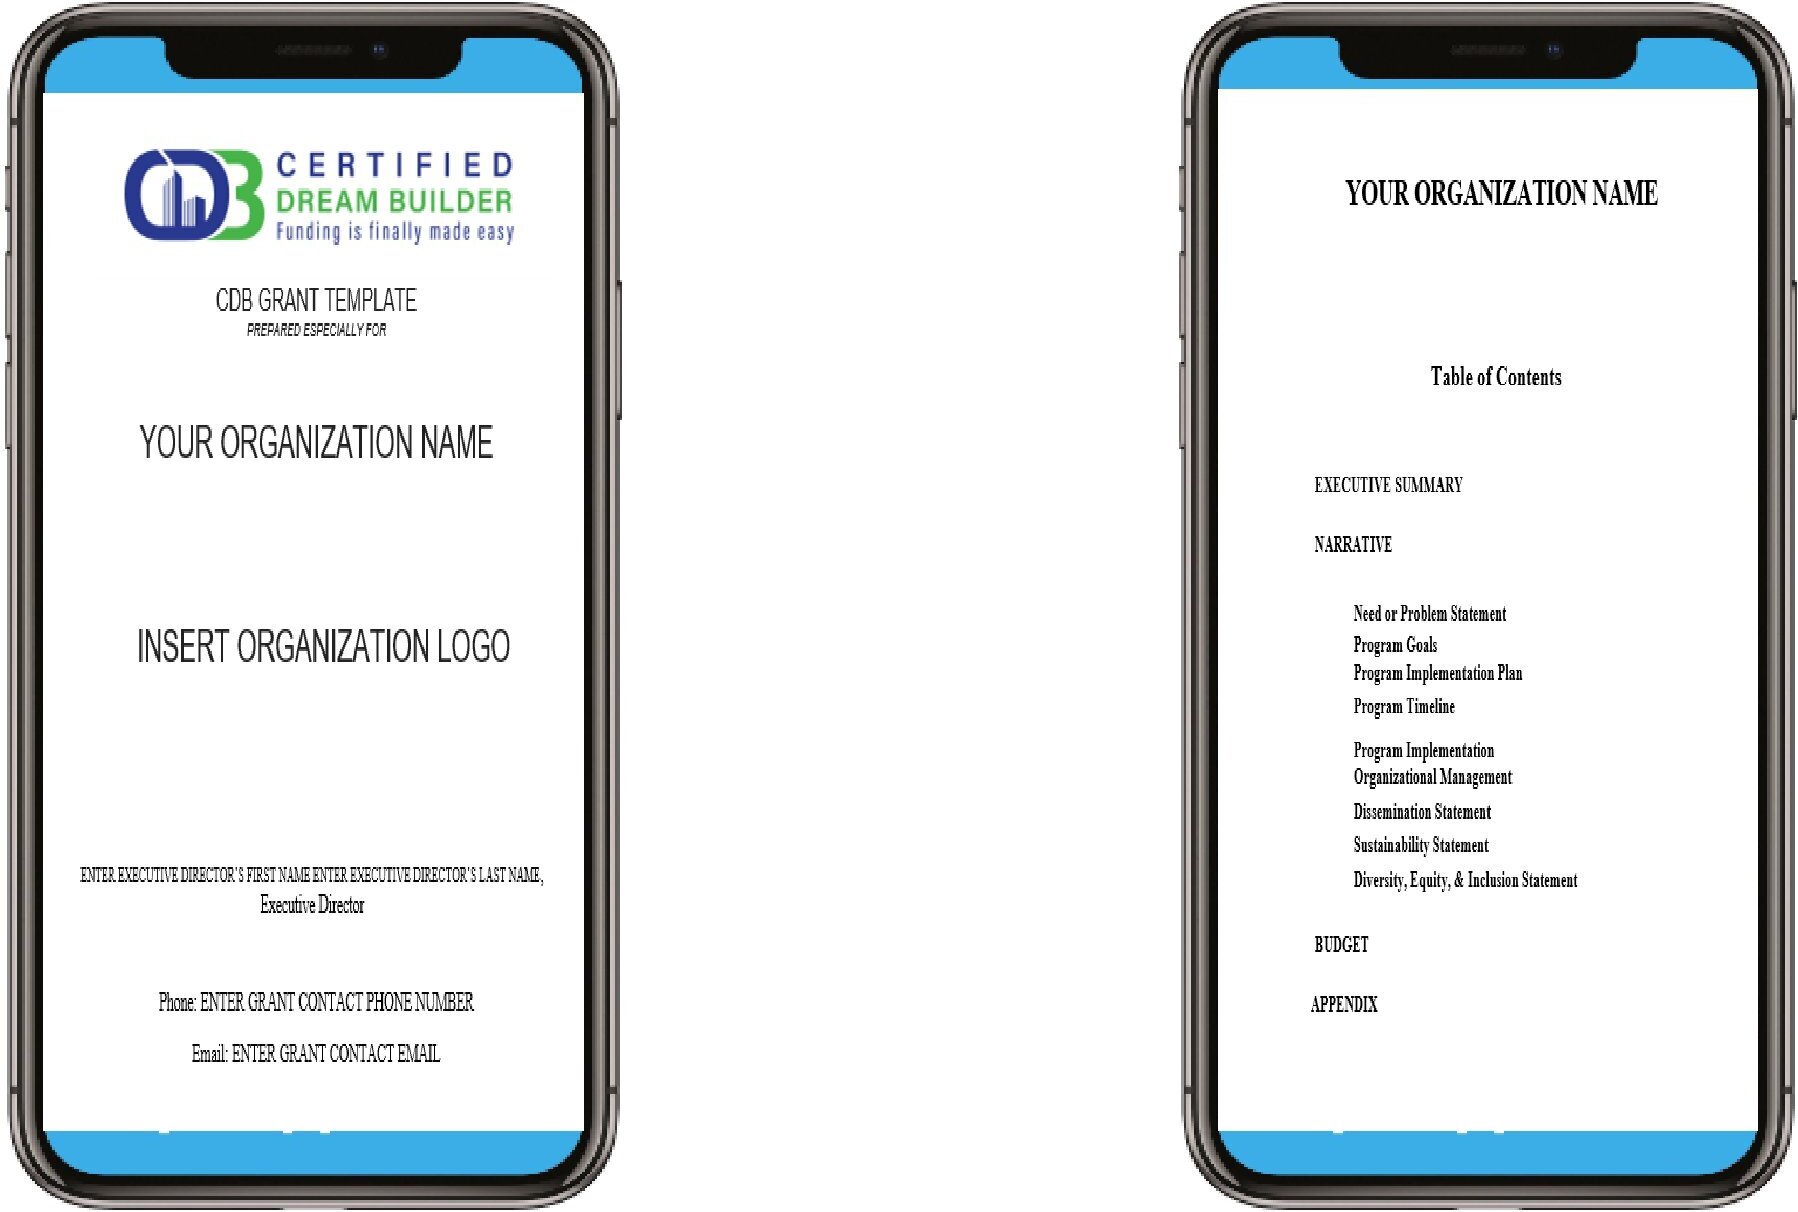 CDB CERTIFIED
DREAM BUILDER
Funding is finally made easy
CDB GRANT TEMPLATE
PREPARED ESPECIALLY FOR
YOUR ORGANIZATION NAME
INSERT ORGANIZATION LOGO
ENTER EXECUTIVE DIRECTOR'S FIRST NAME ENTER EXECUTIVE DIRECTOR'S LAST NAME,
Executive Director
Phone: ENTER GRANT CONTACT PHONE NUMBER
Email: ENTER GRANT CONTACT EMAIL
YOUR ORGANIZATION NAME
Table of Contents
EXECUTIVE SUMMARY
NARRATIVE
Need or Problem Statement
Program Goals
Program Implementation Plan
Program Timeline
Program Implementation
Organizational Management
Dissemination Statement
Sustainability Statement
Diversity, Equity, & Inclusion Statement
BUDGET
APPENDIX